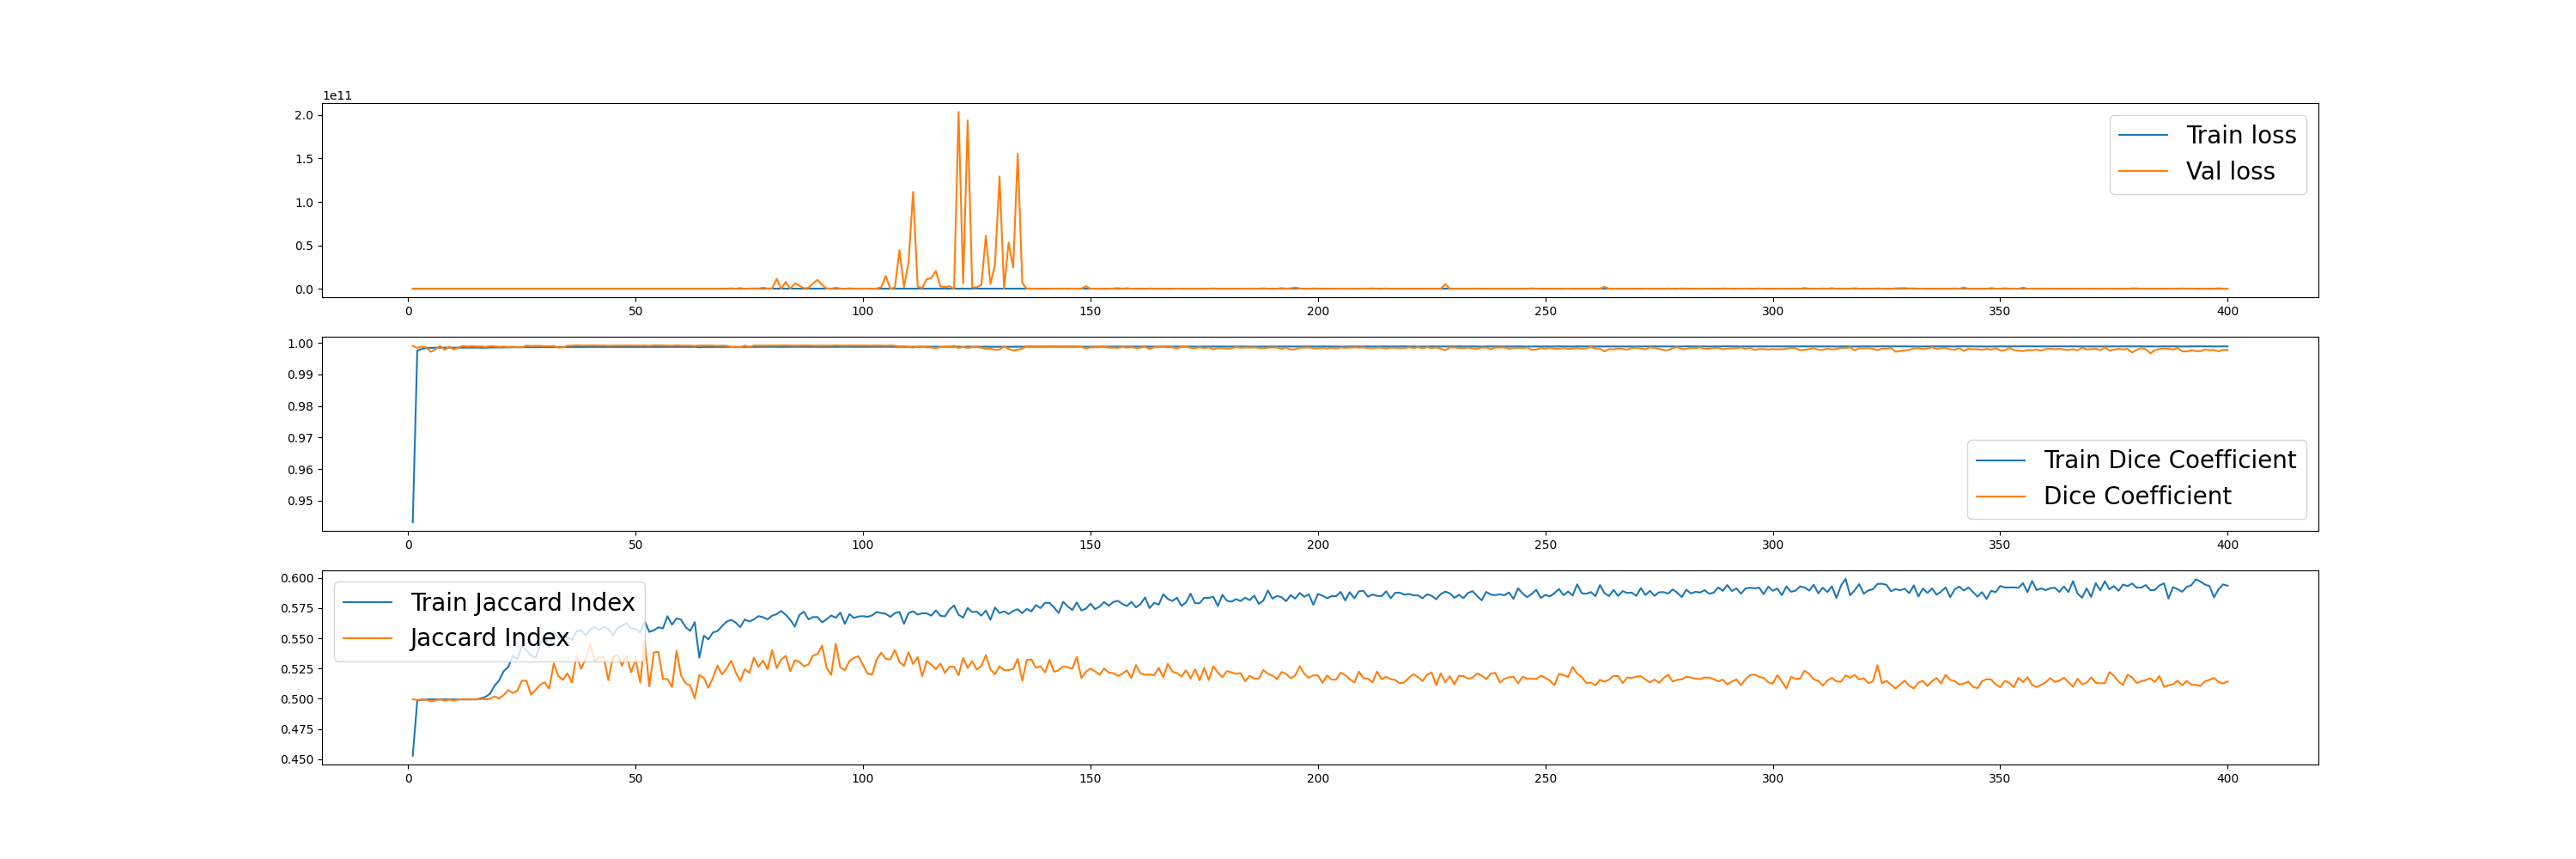 1e11
2.0
1.5
1.0
0.5
0.0
0 50 100 150 200 250 300 350 400
Train loss
Val loss
1.00
0.99
0.98
0.97
0.96
0.95
0 50 100 150 200 250 300 350 400
Train Dice Coefficient
Dice Coefficient
0.600
0.575
0.550
0.525
0.500
0.475
0.450
0 50 100 150 200 250 300 350 400
Train Jaccard Index
Jaccard Index